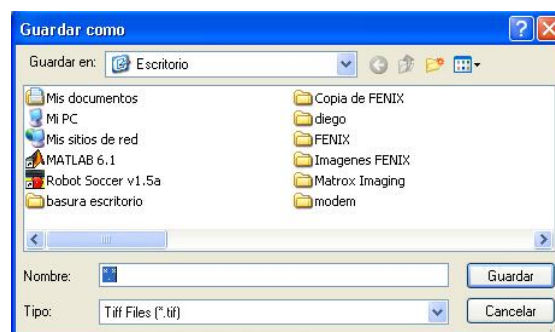 Guardar como
Guardar en: Escritorio
Mis documentos
Mi PC
Mis sitios de red
MATLAB 6.1
Robot Soccer v1.5a
basura escritorio
Copia de FENIX
diego
FENIX
Imagenes FENIX
Matrox Imaging
modem
Nombre: *.* Guardar
Tipo: Tiff Files (*.tif) Cancelar